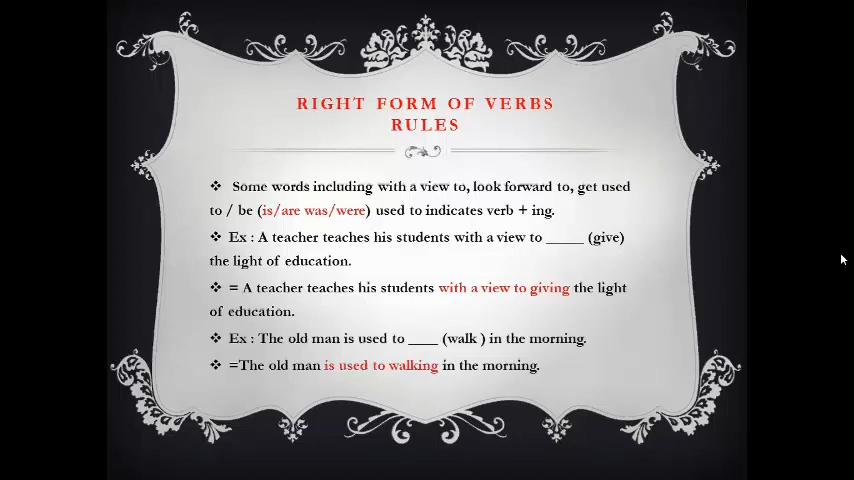 RIGHT FORM OF VERBS
RULES
❖ Some words including with a view to, look forward to, get used
to / be (is/are was/were) used to indicates verb + ing.
❖ Ex : A teacher teaches his students with a view to _____ (give)
the light of education.
❖ = A teacher teaches his students with a view to giving the light
of education.
❖ Ex : The old man is used to ____ (walk ) in the morning.
❖ =The old man is used to walking in the morning.